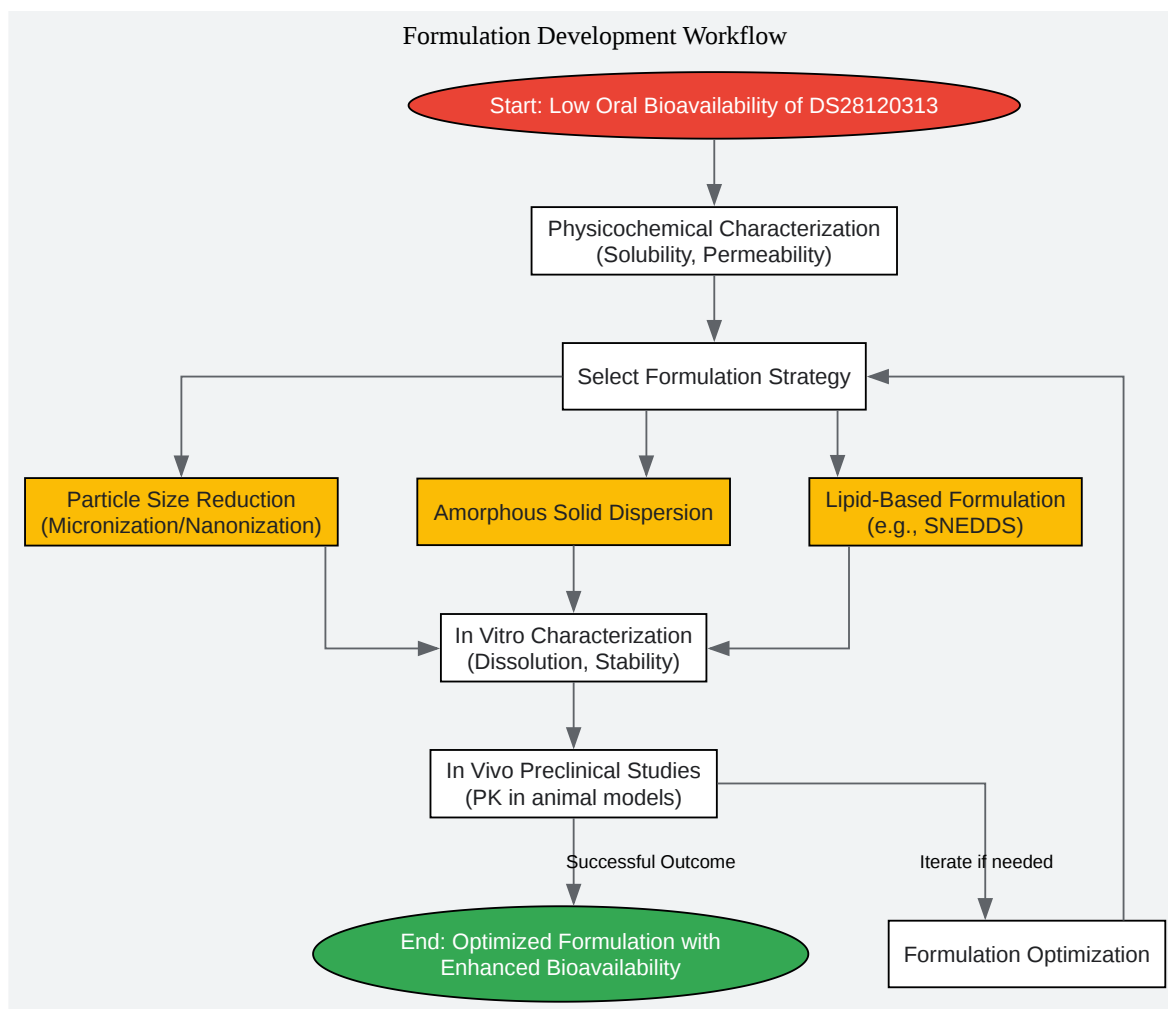 Formulation Development Workflow
Start: Low Oral Bioavailability of DS28120313
Physicochemical Characterization
(Solubility, Permeability)
Select Formulation Strategy
Particle Size Reduction
(Micronization/Nanonization)
Amorphous Solid Dispersion
Lipid-Based Formulation
(e.g., SNEDDS)
In Vitro Characterization
(Dissolution, Stability)
In Vivo Preclinical Studies
(PK in animal models)
Successful Outcome
Iterate if needed
End: Optimized Formulation with
Enhanced Bioavailability
Formulation Optimization